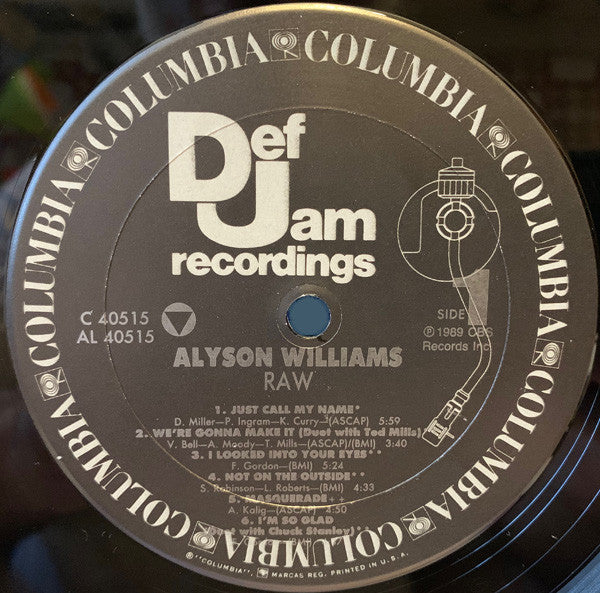 COLUMBIA COLUMBIA COLUMBIA COLUMBIA COLUMBIA COLUMBIA COLUMBIA COLUMBIA
Def
Jam
recordings
C 40515
AL 40515
SIDE 1
℗ 1989 CBS
Records Inc.
ALYSON WILLIAMS
RAW
1. JUST CALL MY NAME*
D. Miller—P. Ingram—K. Curry—(ASCAP) 5:59
2. WE'RE GONNA MAKE IT (Duet with Ted Mills)
V. Bell—A. Moody—T. Mills—(ASCAP)/(BMI) 3:40
3. I LOOKED INTO YOUR EYES**
F. Gordon—(BMI) 5:24
4. NOT ON THE OUTSIDE**
S. Robinson—L. Roberts—(BMI) 4:33
5. MASQUERADE++
A. Kalig—(ASCAP) 4:50
6. I'M SO GLAD
(Duet with Chuck Stanley)**
"COLUMBIA", MARCAS REG. PRINTED IN U.S.A.